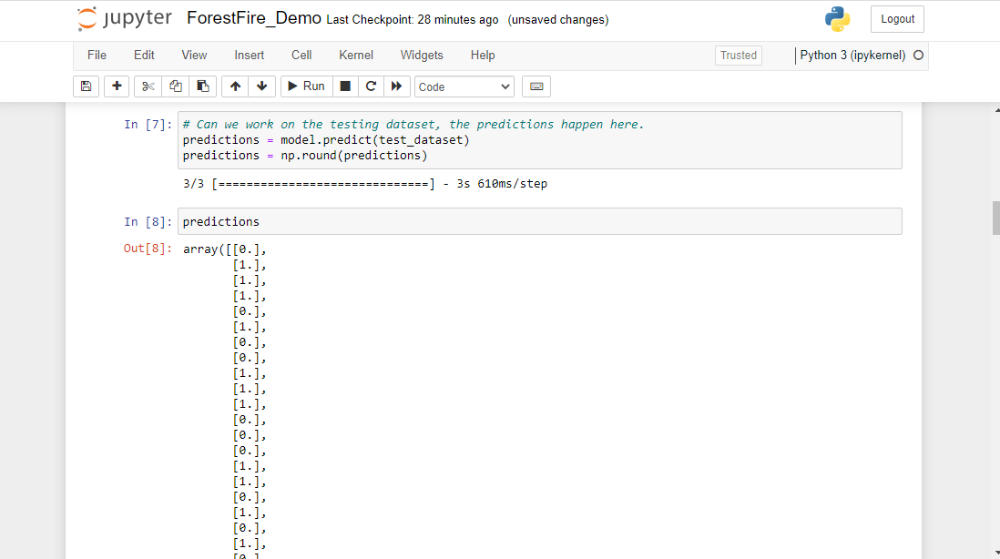 jupyter ForestFire_Demo Last Checkpoint: 28 minutes ago (unsaved changes) Logout
File Edit View Insert Cell Kernel Widgets Help Trusted Python 3 (ipykernel)
Run Code
In [7]: # Can we work on the testing dataset, the predictions happen here.
predictions = model.predict(test_dataset)
predictions = np.round(predictions)
3/3 [==============================] - 3s 610ms/step
In [8]: predictions
Out[8]: array([[0.],
[1.],
[1.],
[1.],
[0.],
[1.],
[0.],
[0.],
[1.],
[1.],
[1.],
[0.],
[0.],
[0.],
[1.],
[1.],
[0.],
[1.],
[0.],
[1.],
[0.],